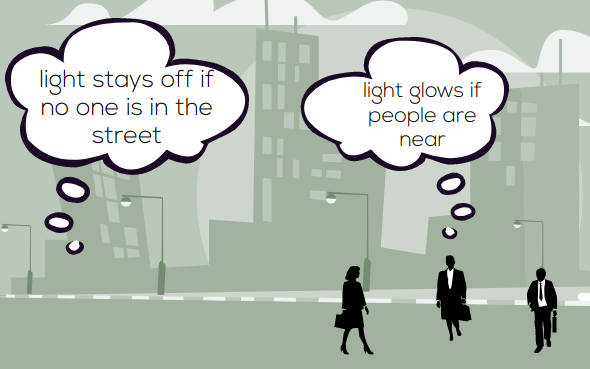 light stays off if
no one is in the
street
light glows if
people are
near